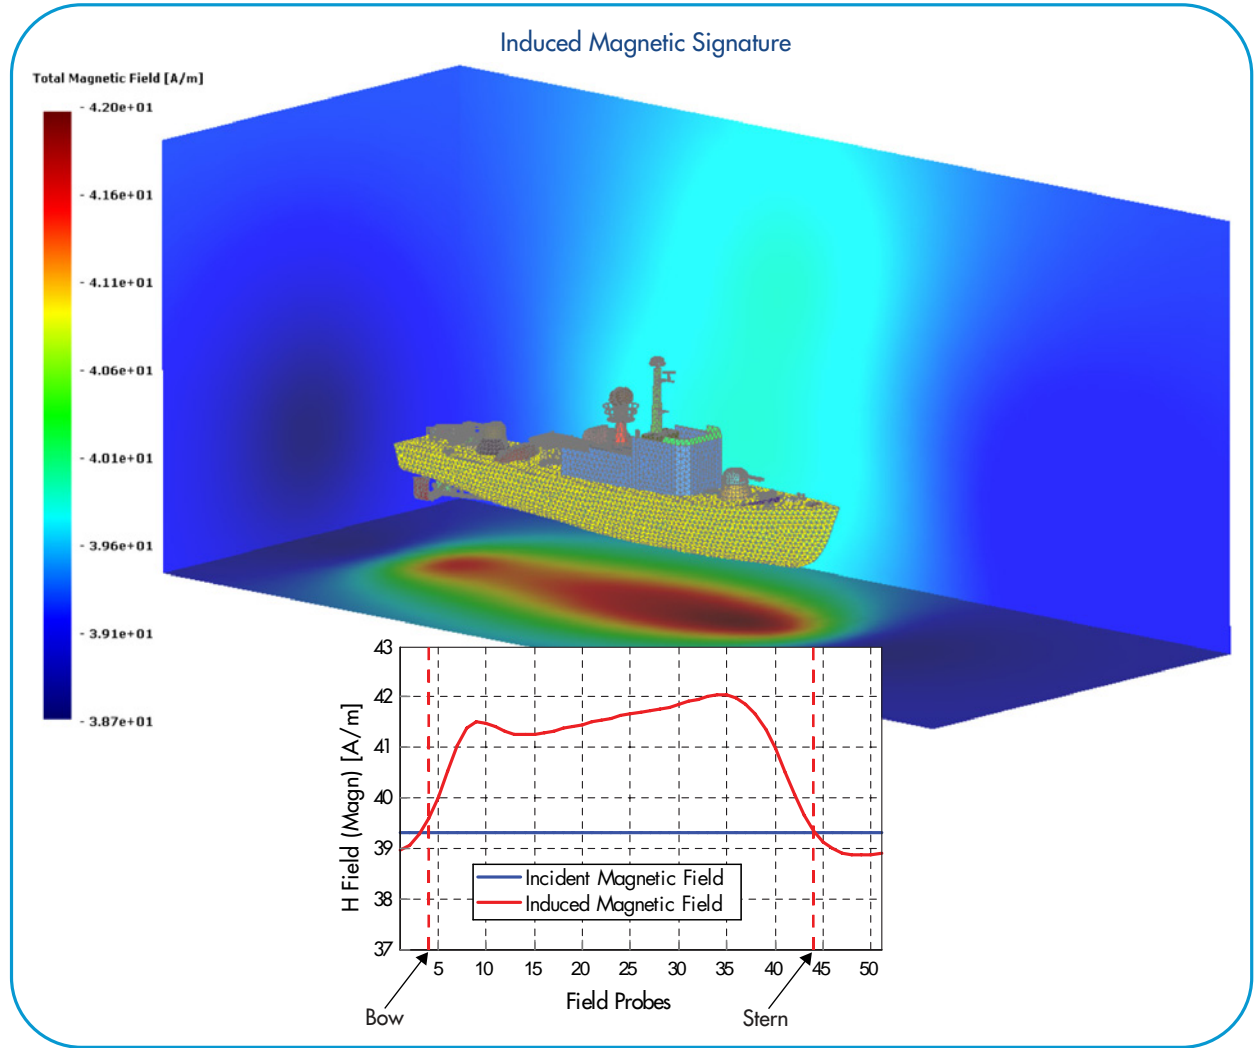 Induced Magnetic Signature
Total Magnetic Field [A/m]
- 4.20e+01
- 4.16e+01
- 4.11e+01
- 4.06e+01
- 4.01e+01
- 3.96e+01
- 3.91e+01
- 3.87e+01
H Field (Magn) [A/m]
43
42
41
40
39
38
37
Incident Magnetic Field
Induced Magnetic Field
5 10 15 20 25 30 35 40 45 50
Field Probes
Bow
Stern